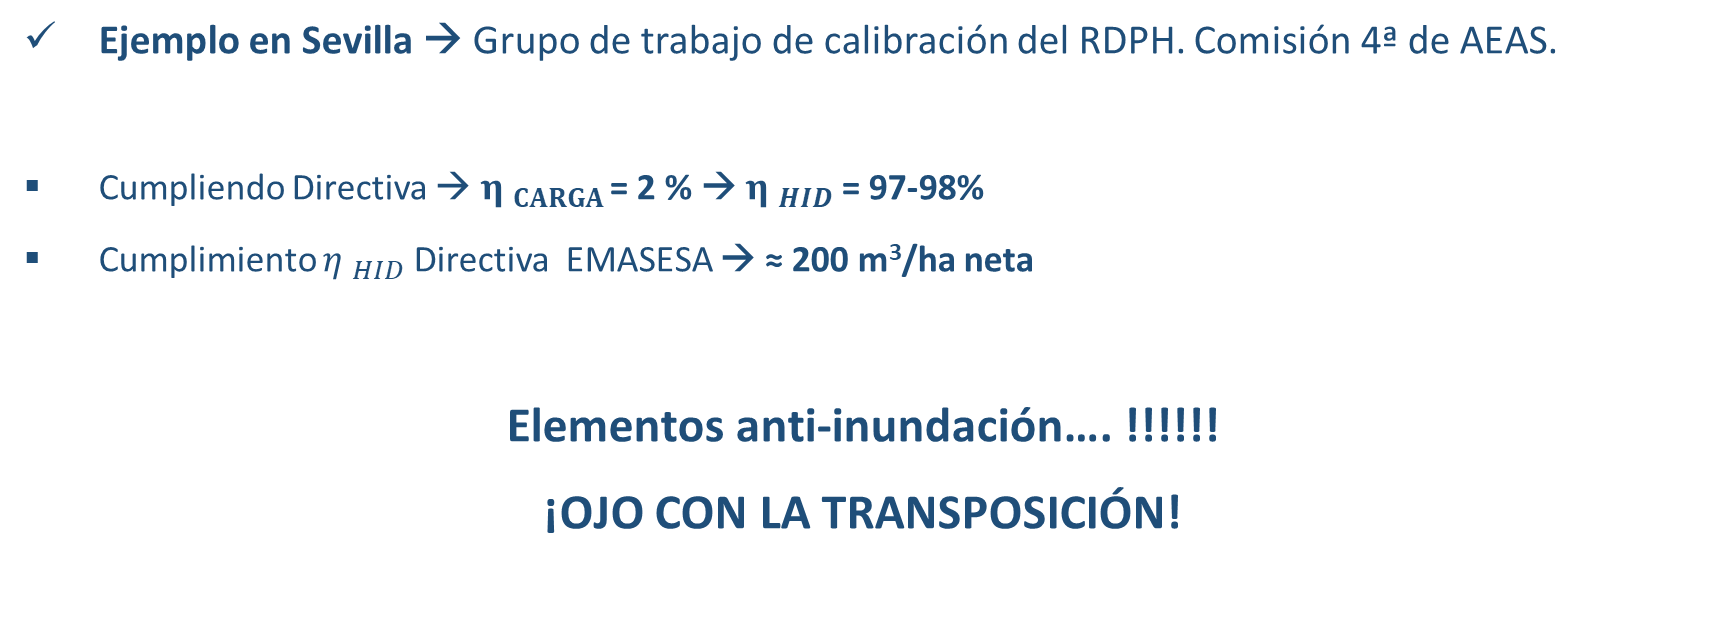 ✓ Ejemplo en Sevilla → Grupo de trabajo de calibración del RDPH. Comisión 4ª de AEAS.
▪ Cumpliendo Directiva → η CARGA = 2 % → η HID = 97-98%
▪ Cumplimiento η HID Directiva EMASESA → ≈ 200 m³/ha neta
Elementos anti-inundación…. !!!!!!
¡OJO CON LA TRANSPOSICIÓN!